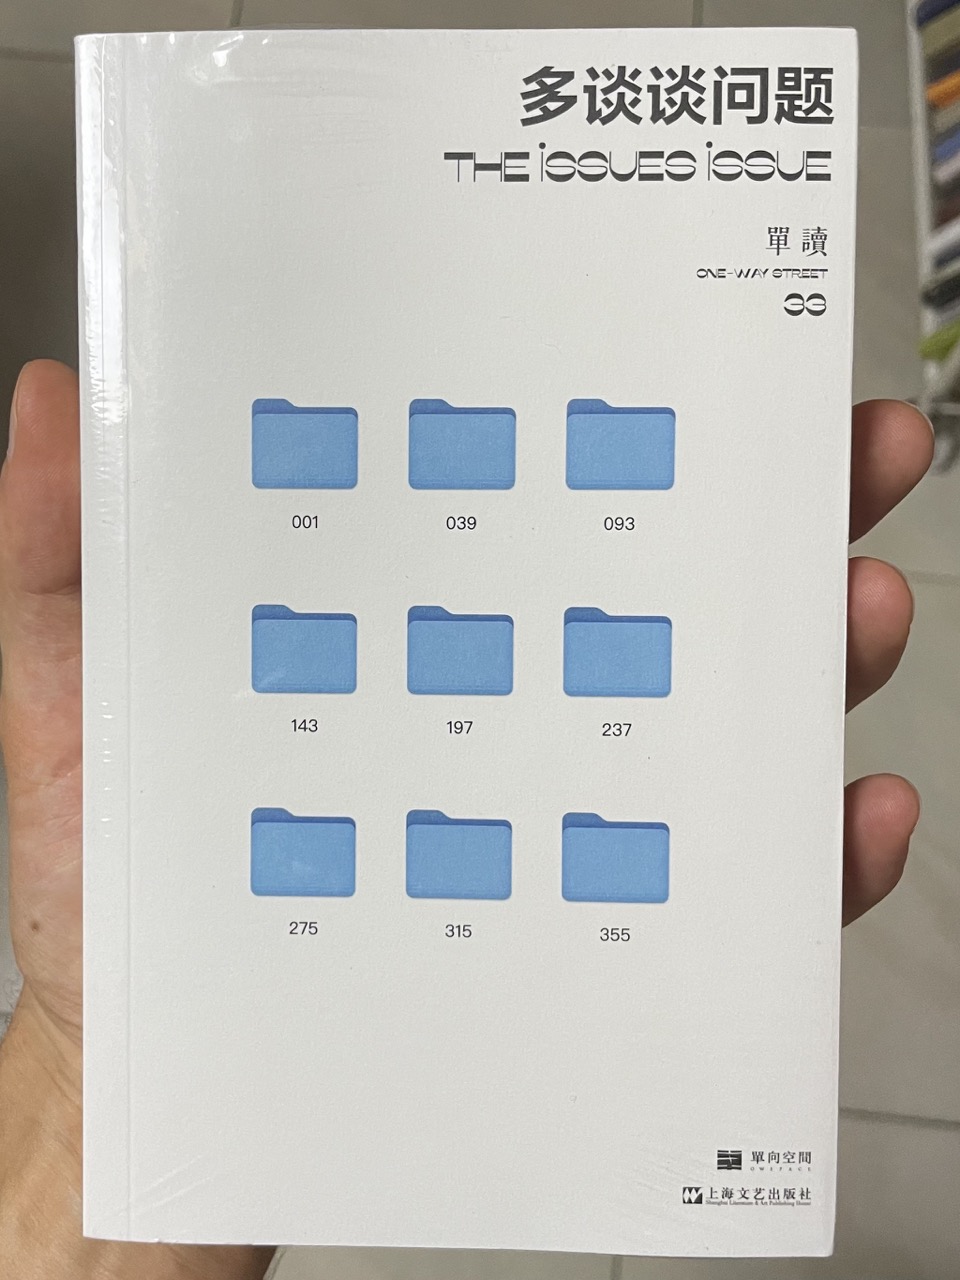 多谈谈问题
THE iSSUES iSSUE
單讀
ONE-WAY STREET
33
001 039 093
143 197 237
275 315 355
單向空間
OWSPACE
上海文艺出版社
Shanghai Literature & Art Publishing House